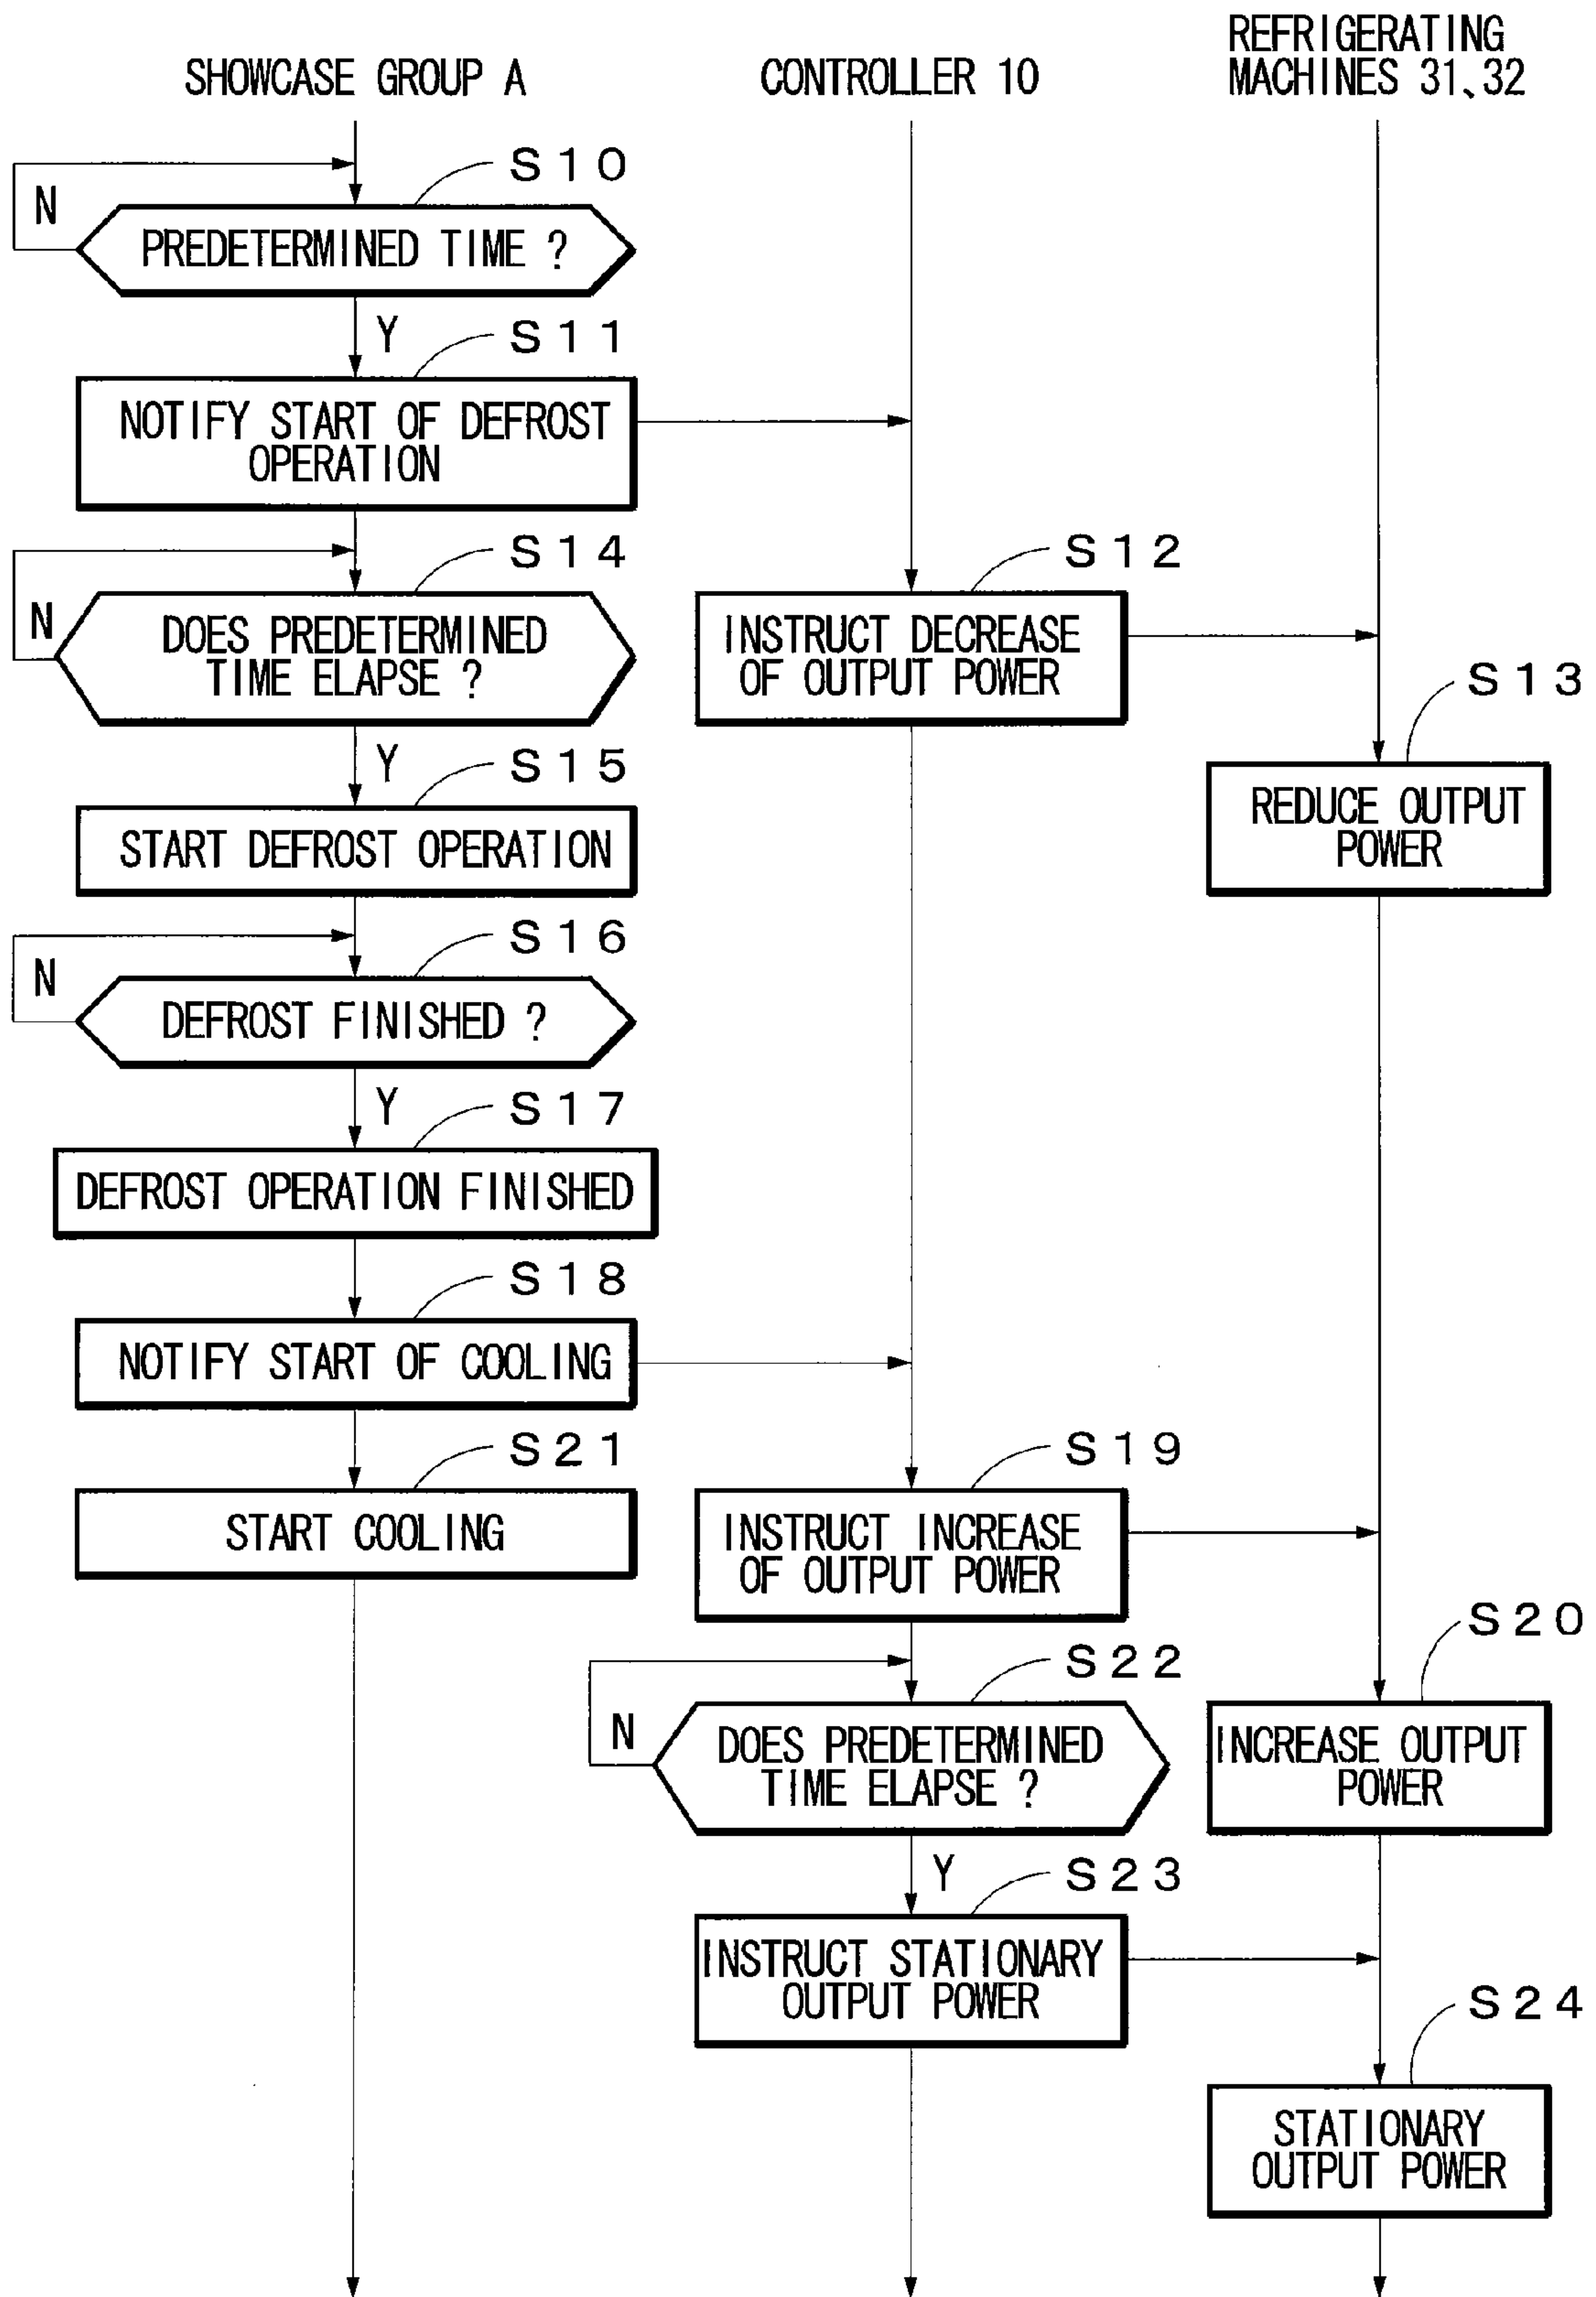 SHOWCASE GROUP A
CONTROLLER 10
REFRIGERATING
MACHINES 31、32
S10
N
PREDETERMINED TIME ?
Y
S11
NOTIFY START OF DEFROST
OPERATION
S14
N
DOES PREDETERMINED
TIME ELAPSE ?
S12
INSTRUCT DECREASE
OF OUTPUT POWER
S13
REDUCE OUTPUT
POWER
Y
S15
START DEFROST OPERATION
S16
N
DEFROST FINISHED ?
Y
S17
DEFROST OPERATION FINISHED
S18
NOTIFY START OF COOLING
S21
START COOLING
S19
INSTRUCT INCREASE
OF OUTPUT POWER
S20
INCREASE OUTPUT
POWER
S22
N
DOES PREDETERMINED
TIME ELAPSE ?
Y
S23
INSTRUCT STATIONARY
OUTPUT POWER
S24
STATIONARY
OUTPUT POWER